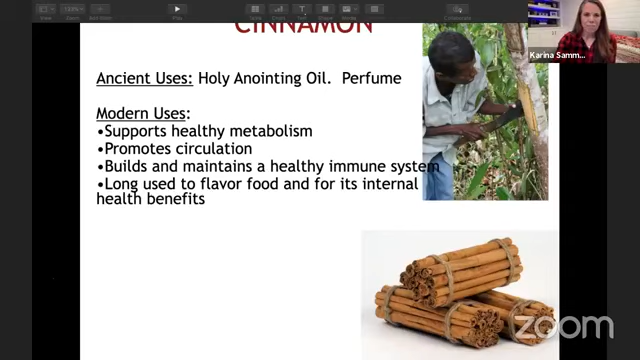 CINNAMON
Karina Samm...
Ancient Uses: Holy Anointing Oil.  Perfume
Modern Uses:
•Supports healthy metabolism
•Promotes circulation
•Builds and maintains a healthy immune system
•Long used to flavor food and for its internal
health benefits
zoom